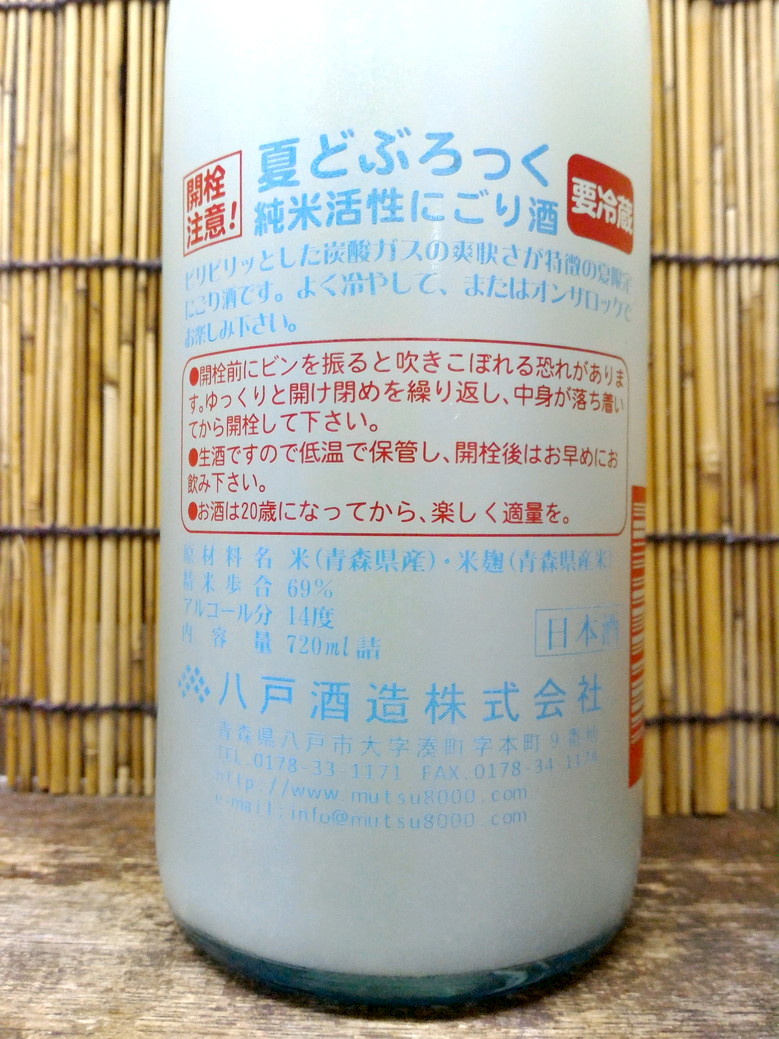 夏どぶろっく
開栓
注意！
純米活性にごり酒
要冷蔵
ピリピリッとした炭酸ガスの爽快さが特徴の夏限定
にごり酒です。よく冷やして、またはオンザロックで
お楽しみ下さい。
●開栓前にビンを振ると吹きこぼれる恐れがありま
す。ゆっくりと開け閉めを繰り返し、中身が落ち着い
てから開栓して下さい。
●生酒ですので低温で保管し、開栓後はお早めにお
飲み下さい。
●お酒は20歳になってから、楽しく適量を。
原材料名 米（青森県産）・米麹（青森県産米）
精米歩合 69％
アルコール分 14度
内容量 720ml詰
日本酒
八戸酒造株式会社
青森県八戸市大字湊町字本町9番地
TEL.0178-33-1171 FAX.0178-34-
http://www.mutsu8000.com
e-mail:info@mutsu8000.com